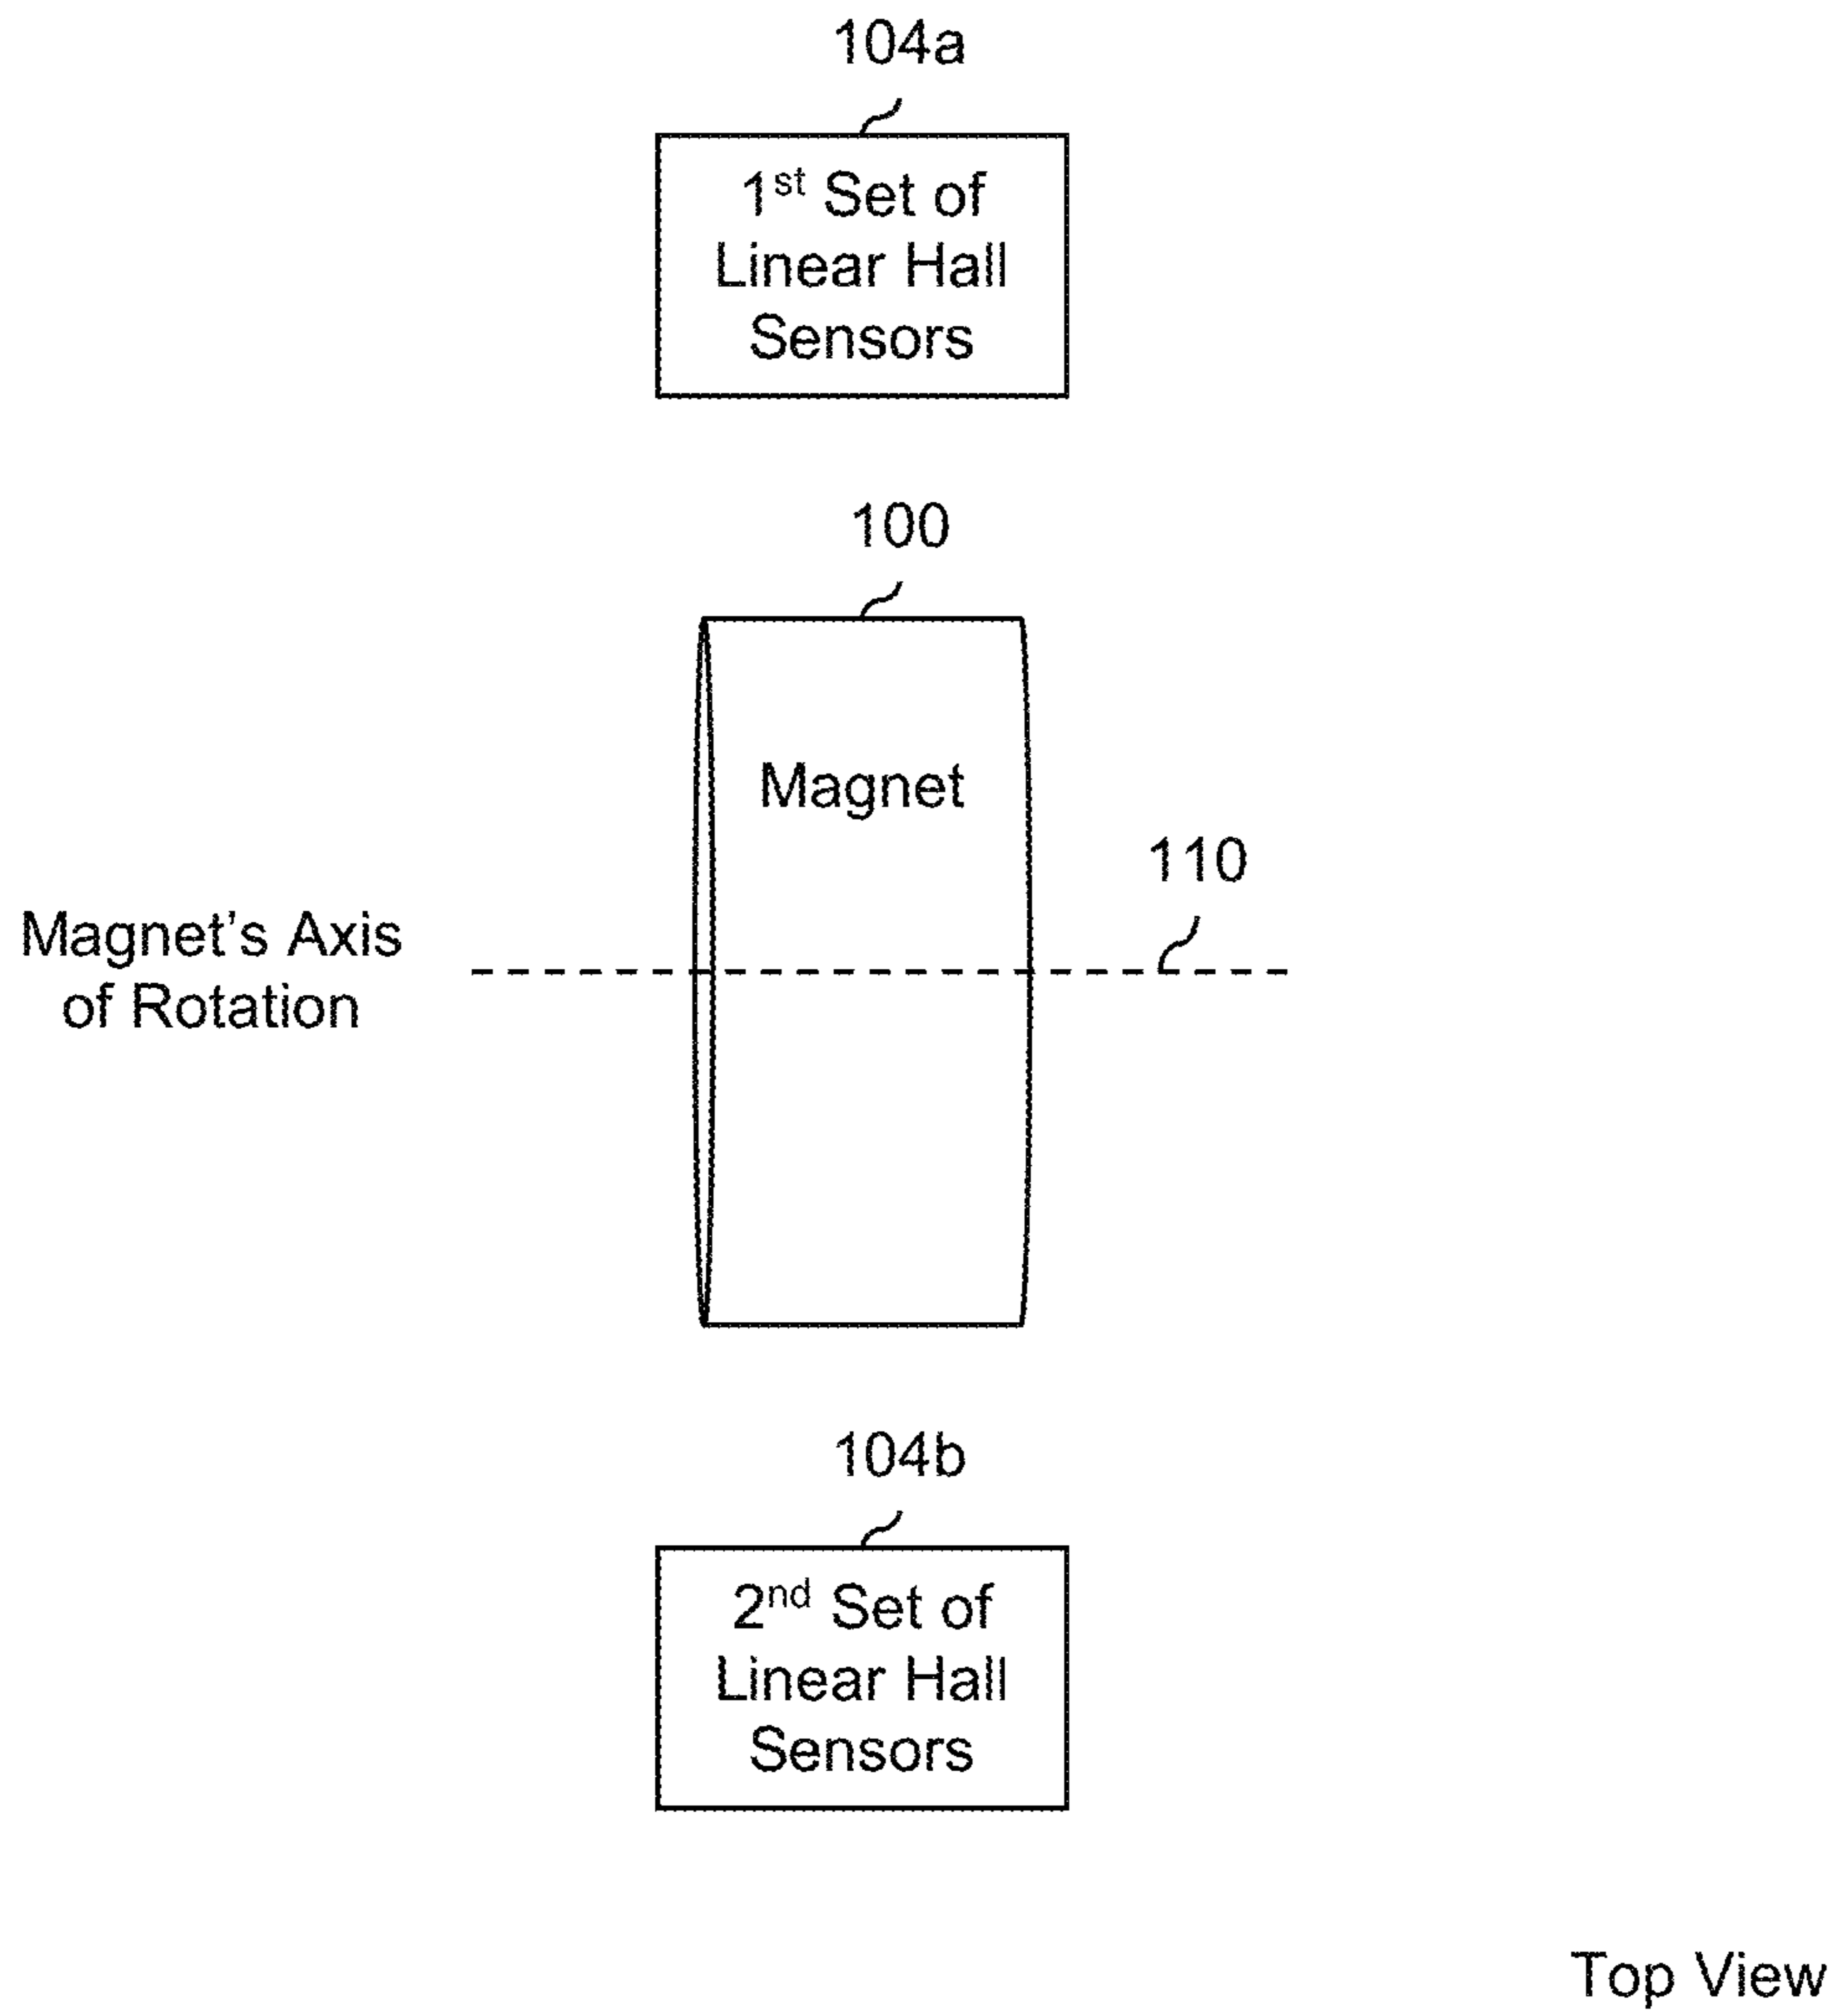 104a
1st Set of
Linear Hall
Sensors
100
Magnet
110
Magnet's Axis
of Rotation
104b
2nd Set of
Linear Hall
Sensors
Top View